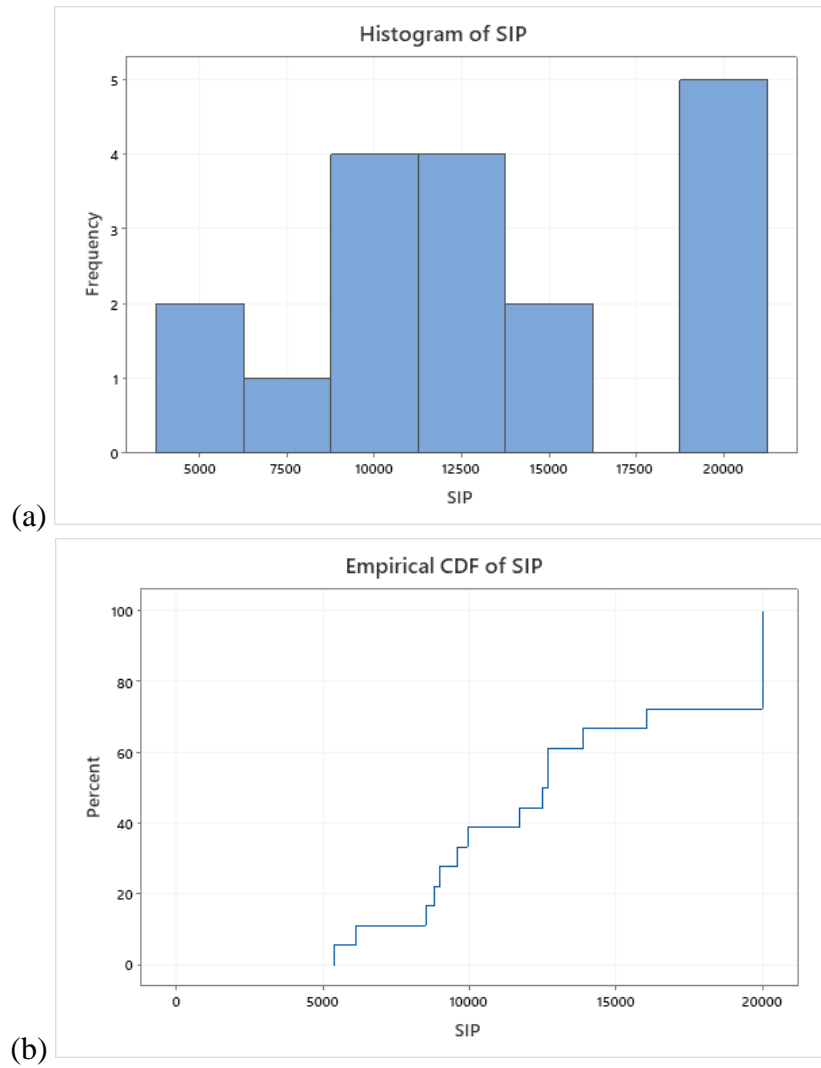 Histogram of SIP
5
4
3
2
1
0
Frequency
5000 7500 10000 12500 15000 17500 20000
SIP
(a)
Empirical CDF of SIP
100
80
60
40
20
0
Percent
0 5000 10000 15000 20000
SIP
(b)